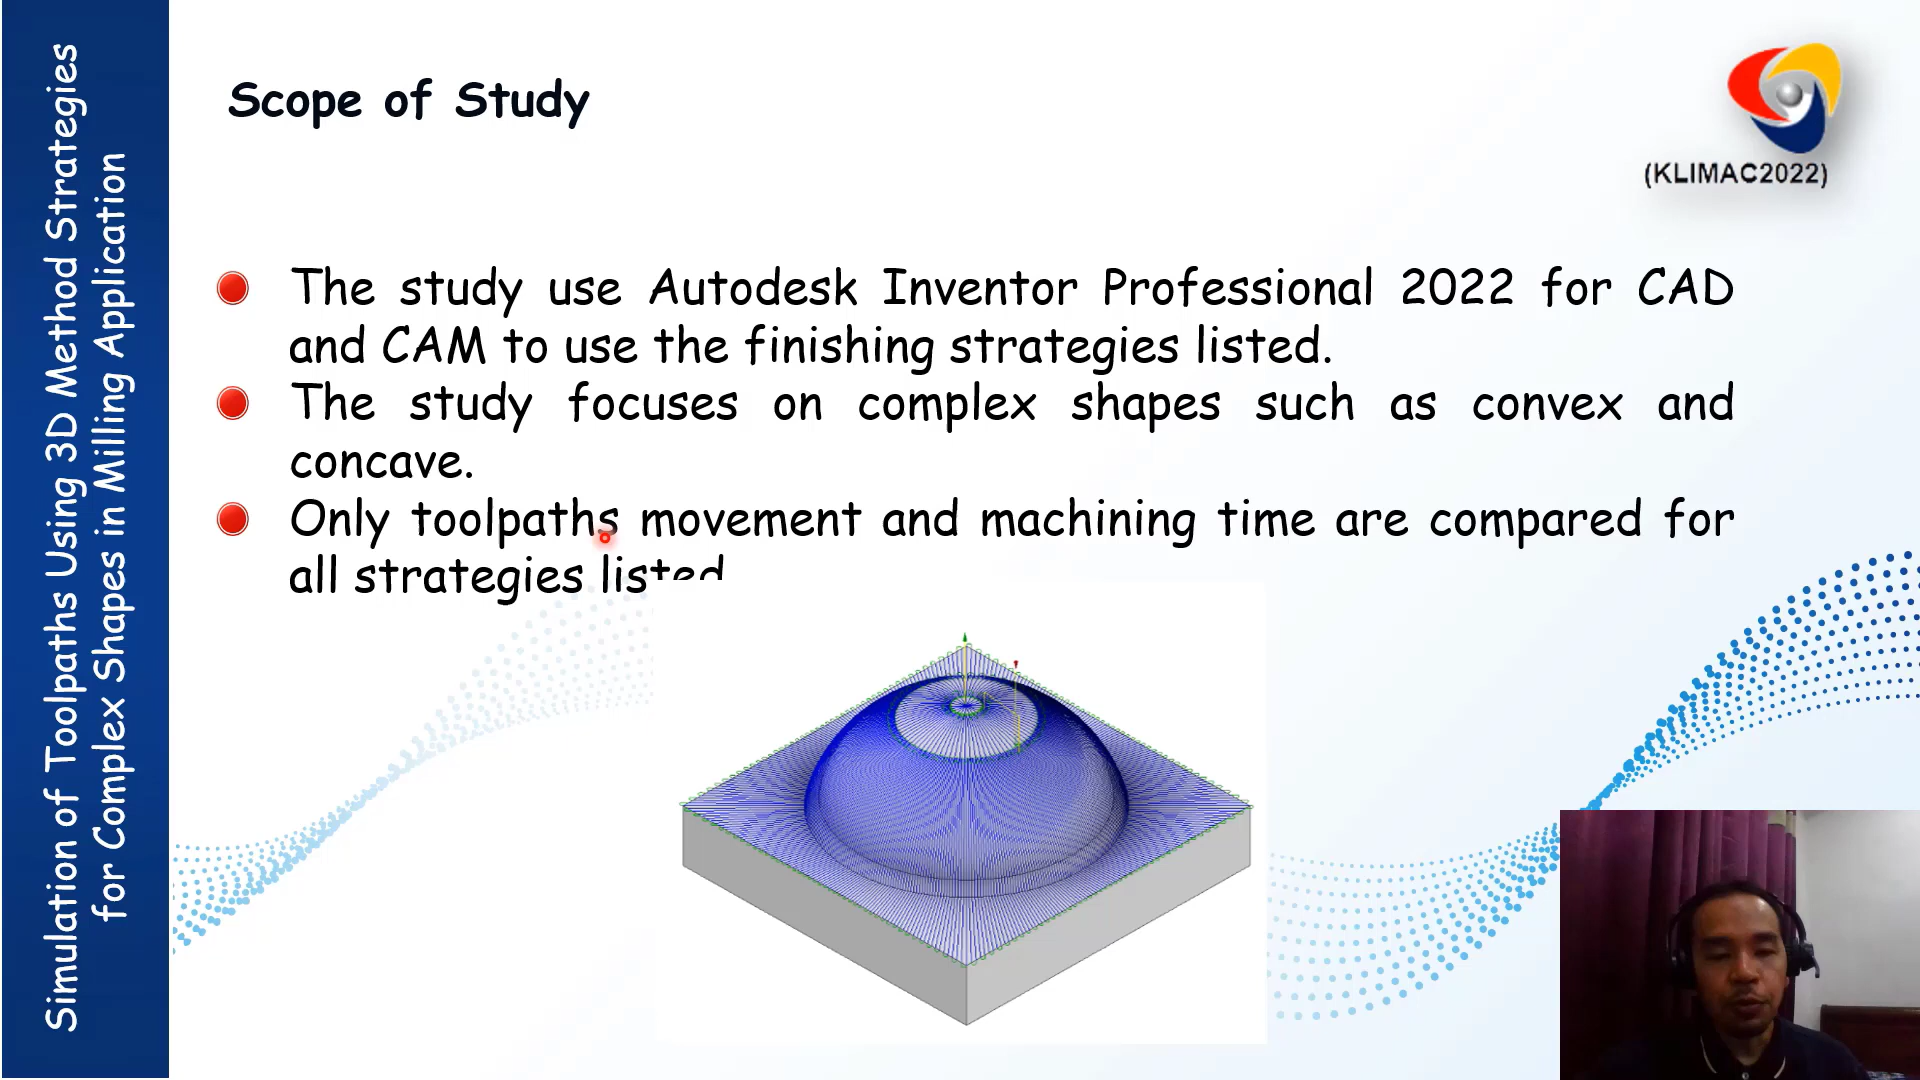 Simulation of Toolpaths Using 3D Method Strategies
for Complex Shapes in Milling Application
Scope of Study
(KLIMAC2022)
The study use Autodesk Inventor Professional 2022 for CAD
and CAM to use the finishing strategies listed.
The study focuses on complex shapes such as convex and
concave.
Only toolpaths movement and machining time are compared for
all strategies listed